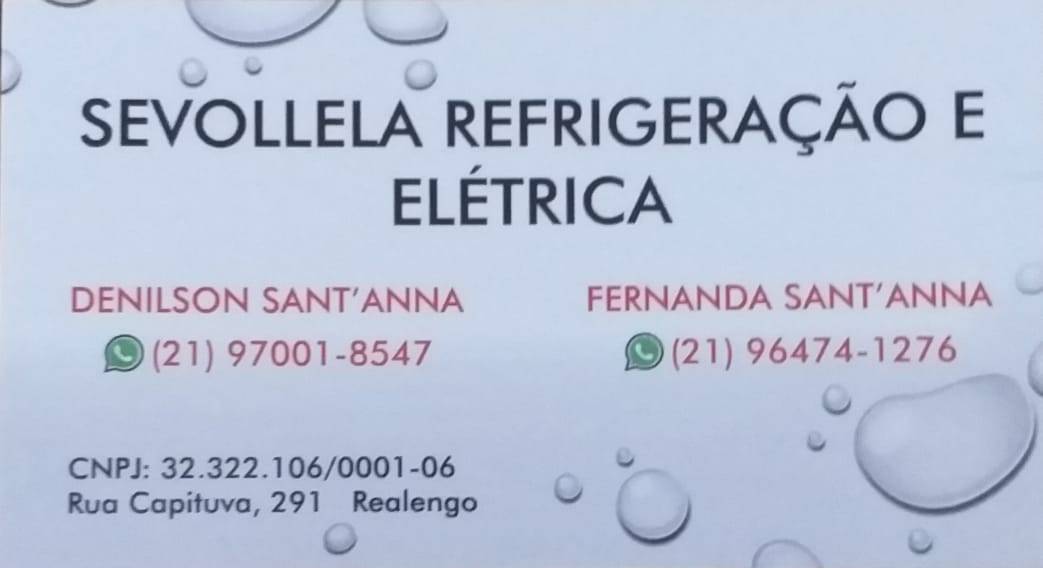 SEVOLLELA REFRIGERAÇÃO E
ELÉTRICA
DENILSON SANT'ANNA
(21) 97001-8547
FERNANDA SANT'ANNA
(21) 96474-1276
CNPJ: 32.322.106/0001-06
Rua Capituva, 291 Realengo